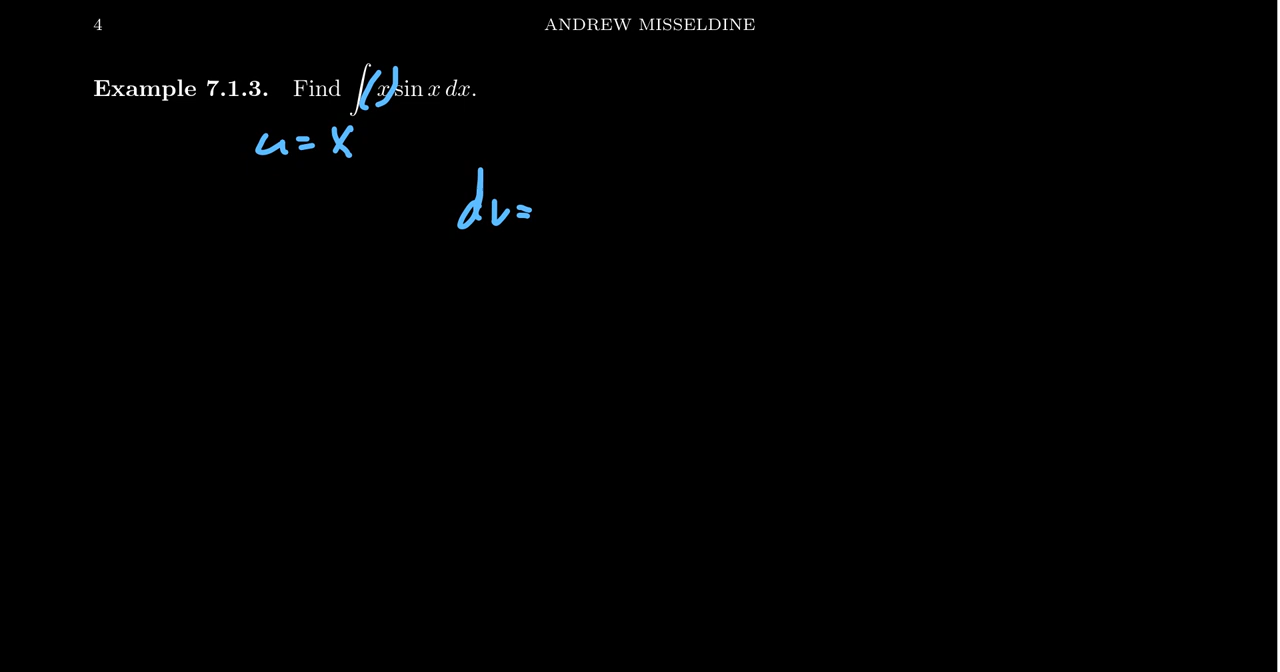 4 ANDREW MISSELDINE
Example 7.1.3. Find ∫ (x) sin x dx.
u = x
dv =